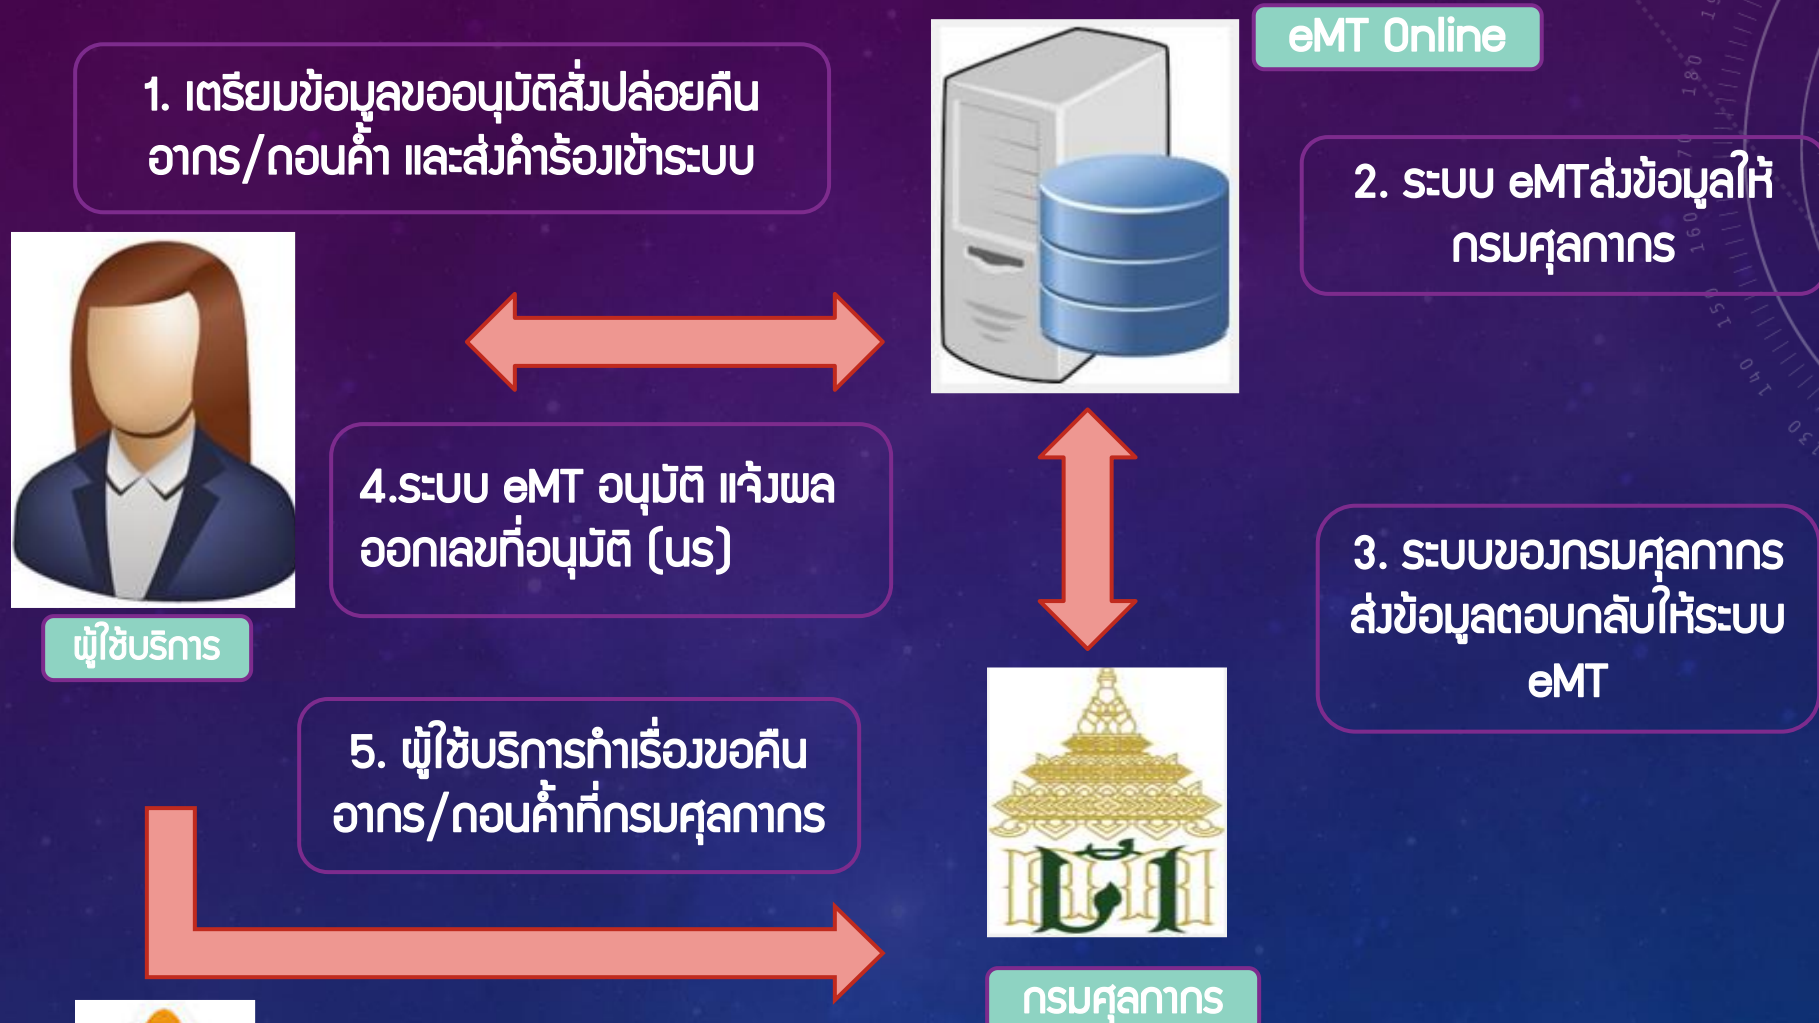 eMT Online
1. เตรียมข้อมูลขออนุมัติสั่งปล่อยคืน
อากร/ถอนค้ำ และส่งคำร้องเข้าระบบ
2. ระบบ eMTส่งข้อมูลให้
กรมศุลกากร
4.ระบบ eMT อนุมัติ แจ้งผล
ออกเลขที่อนุมัติ (นร)
3. ระบบของกรมศุลกากร
ส่งข้อมูลตอบกลับให้ระบบ
eMT
ผู้ใช้บริการ
5. ผู้ใช้บริการทำเรื่องขอคืน
อากร/ถอนค้ำที่กรมศุลกากร
กรมศุลกากร
180
170
160
150
140